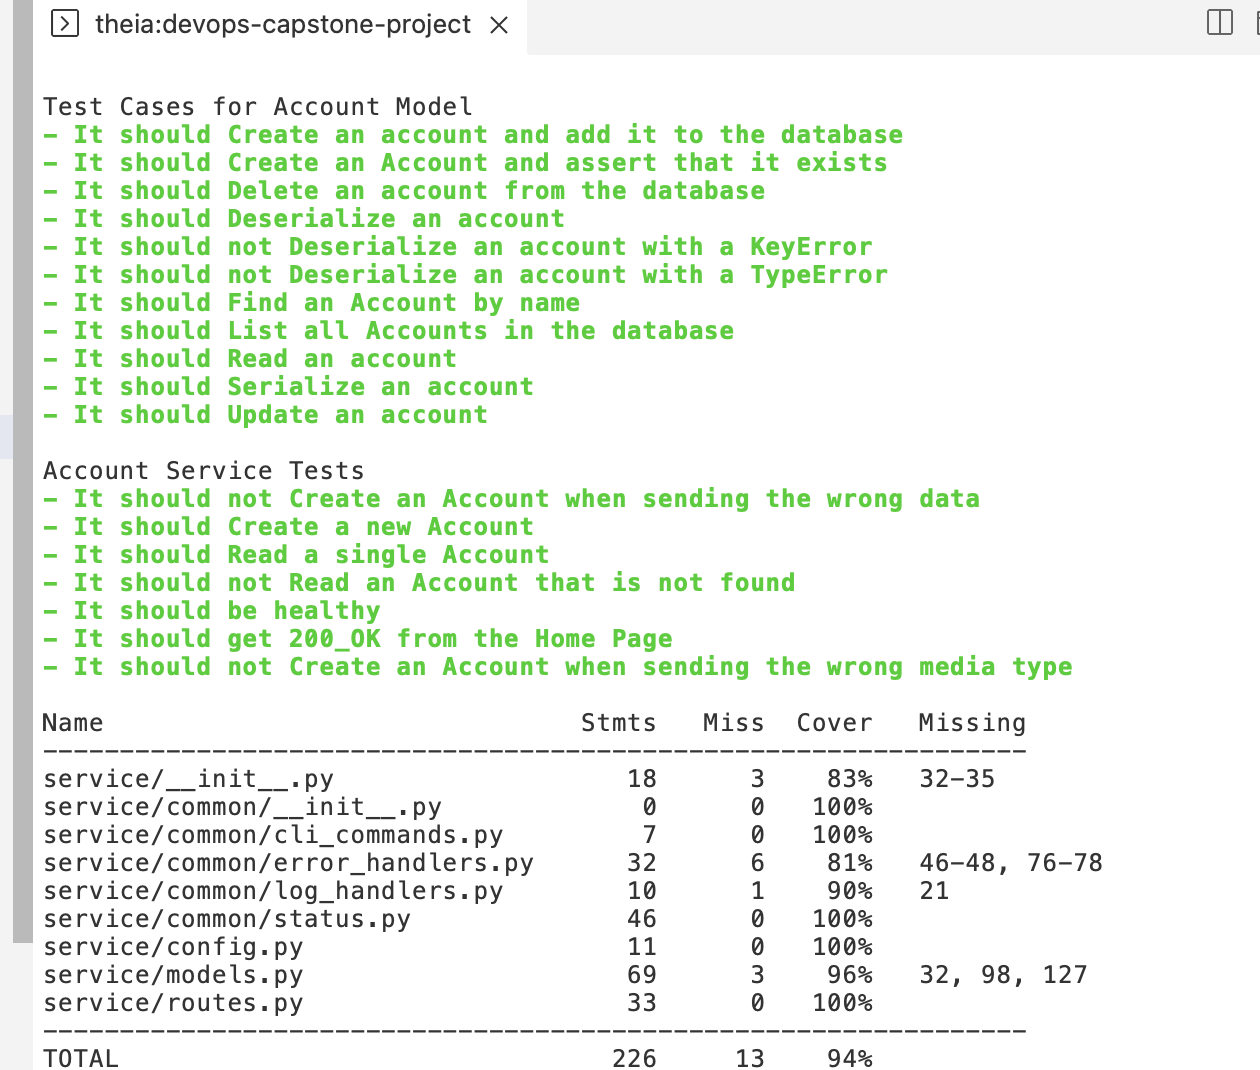 theia:devops-capstone-project
Test Cases for Account Model
- It should Create an account and add it to the database
- It should Create an Account and assert that it exists
- It should Delete an account from the database
- It should Deserialize an account
- It should not Deserialize an account with a KeyError
- It should not Deserialize an account with a TypeError
- It should Find an Account by name
- It should List all Accounts in the database
- It should Read an account
- It should Serialize an account
- It should Update an account
Account Service Tests
- It should not Create an Account when sending the wrong data
- It should Create a new Account
- It should Read a single Account
- It should not Read an Account that is not found
- It should be healthy
- It should get 200_OK from the Home Page
- It should not Create an Account when sending the wrong media type
Name                               Stmts   Miss  Cover   Missing
----------------------------------------------------------------
service/__init__.py                   18      3    83%   32-35
service/common/__init__.py             0      0   100%
service/common/cli_commands.py         7      0   100%
service/common/error_handlers.py      32      6    81%   46-48, 76-78
service/common/log_handlers.py        10      1    90%   21
service/common/status.py              46      0   100%
service/config.py                     11      0   100%
service/models.py                     69      3    96%   32, 98, 127
service/routes.py                     33      0   100%
----------------------------------------------------------------
TOTAL                                226     13    94%